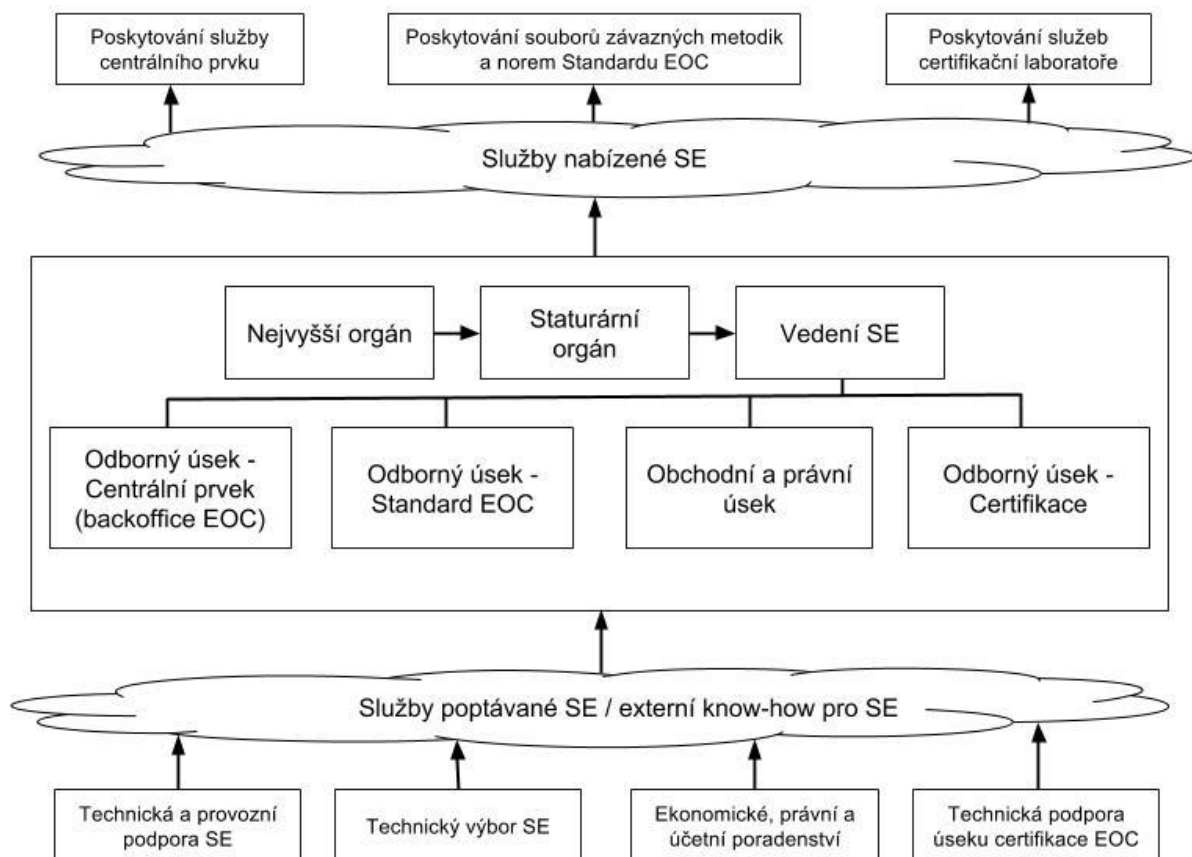 Poskytování služby
centrálního prvku
Poskytování souborů závazných metodik
a norem Standardu EOC
Poskytování služeb
certifikační laboratoře
Služby nabízené SE
Nejvyšší orgán
Staturární
orgán
Vedení SE
Odborný úsek -
Centrální prvek
(backoffice EOC)
Odborný úsek -
Standard EOC
Obchodní a právní
úsek
Odborný úsek -
Certifikace
Služby poptávané SE / externí know-how pro SE
Technická a provozní
podpora SE
Technický výbor SE
Ekonomické, právní a
účetní poradenství
Technická podpora
úseku certifikace EOC